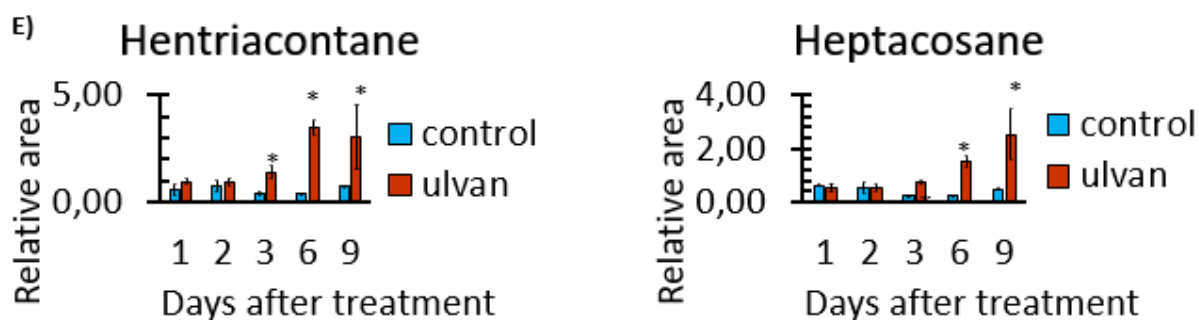 E)
Hentriacontane
Relative area
5,00
0,00
*
*
*
control
ulvan
1 2 3 6 9
Days after treatment
Heptacosane
Relative area
4,00
2,00
0,00
*
*
control
ulvan
1 2 3 6 9
Days after treatment